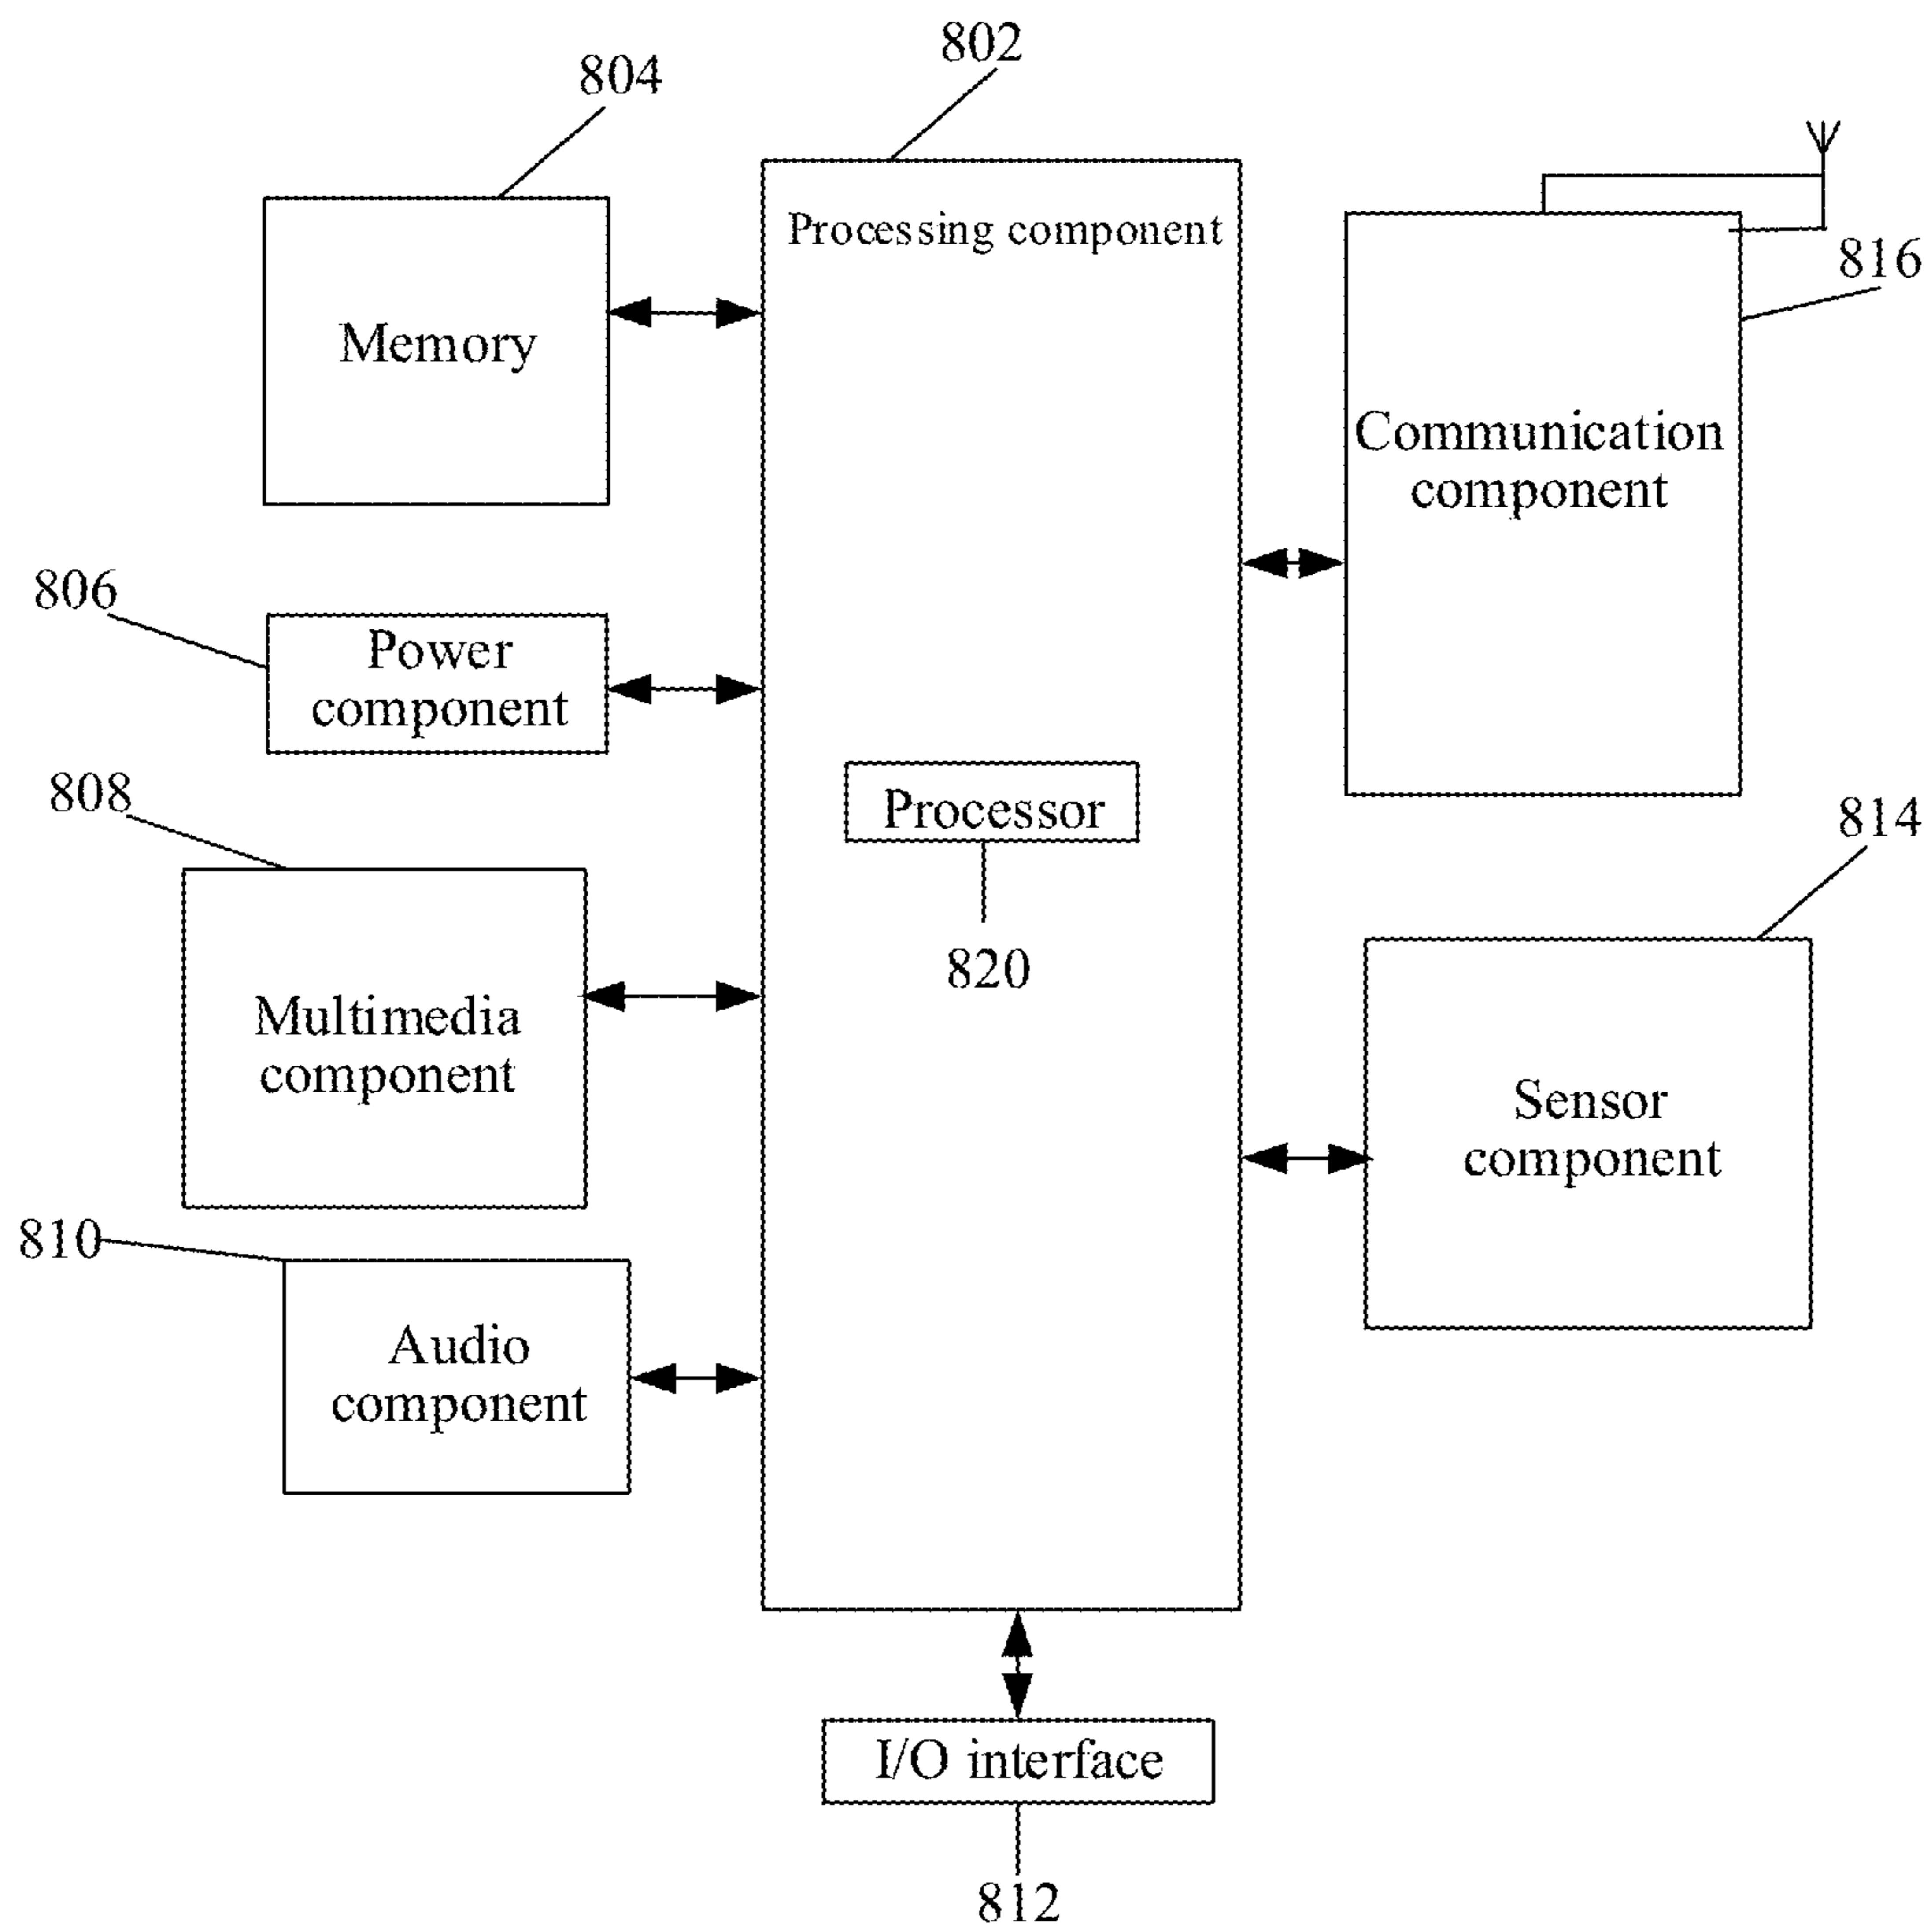 802
804
Processing component
816
Memory
Communication
component
806
Power
component
808
Processor
814
820
Multimedia
component
Sensor
component
810
Audio
component
I/O interface
812